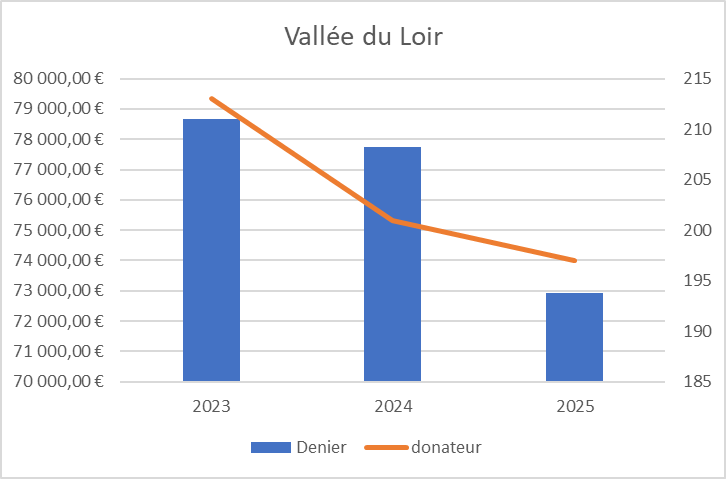 Vallée du Loir
80 000,00 €
79 000,00 €
78 000,00 €
77 000,00 €
76 000,00 €
75 000,00 €
74 000,00 €
73 000,00 €
72 000,00 €
71 000,00 €
70 000,00 €
215
210
205
200
195
190
185
2023 2024 2025
Denier donateur